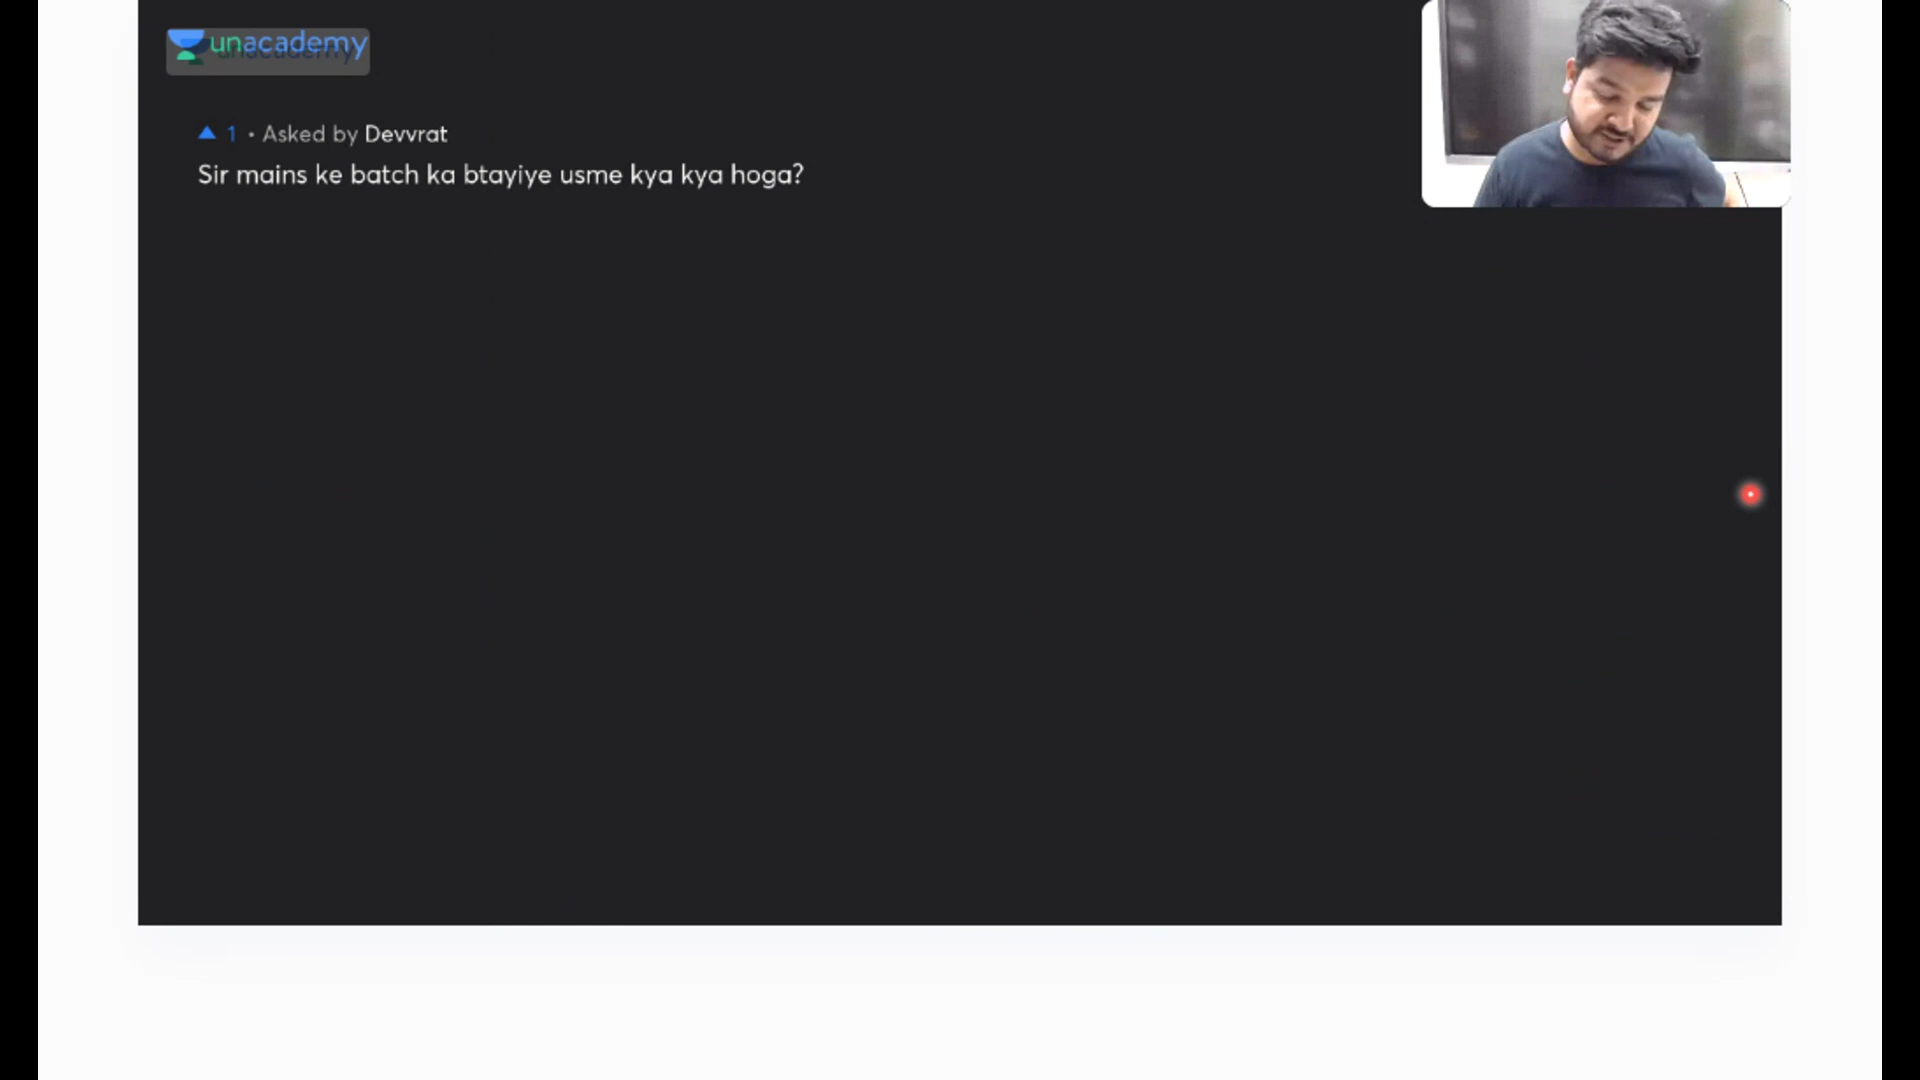 unacademy
1 • Asked by Devvrat
Sir mains ke batch ka btayiye usme kya kya hoga?